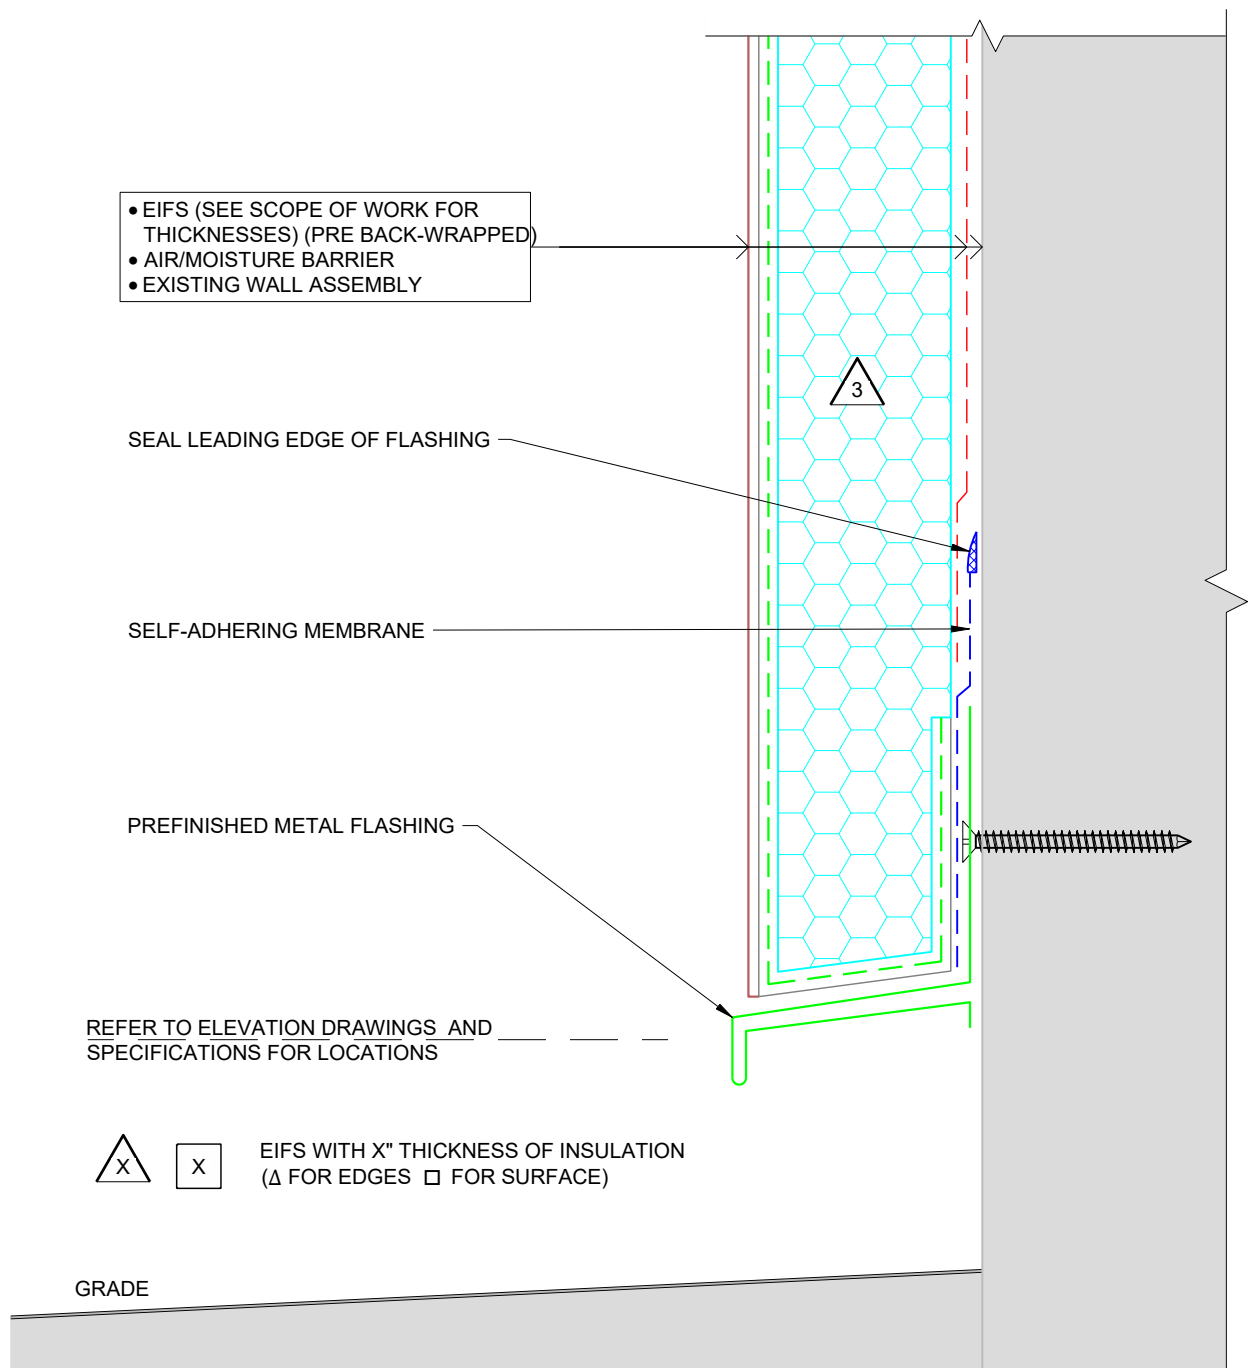 • EIFS (SEE SCOPE OF WORK FOR
THICKNESSES) (PRE BACK-WRAPPED)
• AIR/MOISTURE BARRIER
• EXISTING WALL ASSEMBLY
3
SEAL LEADING EDGE OF FLASHING
SELF-ADHERING MEMBRANE
PREFINISHED METAL FLASHING
REFER TO ELEVATION DRAWINGS AND
SPECIFICATIONS FOR LOCATIONS
X X EIFS WITH X" THICKNESS OF INSULATION
(Δ FOR EDGES □ FOR SURFACE)
GRADE